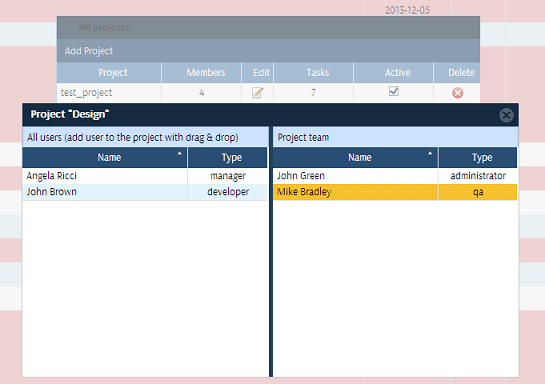 2013-12-05
All projects
Add Project
Project Members Edit Tasks Active Delete
test_project 4 7
Project "Design"
All users (add user to the project with drag & drop) Project team
Name Type Name Type
Angela Ricci manager John Green administrator
John Brown developer Mike Bradley qa